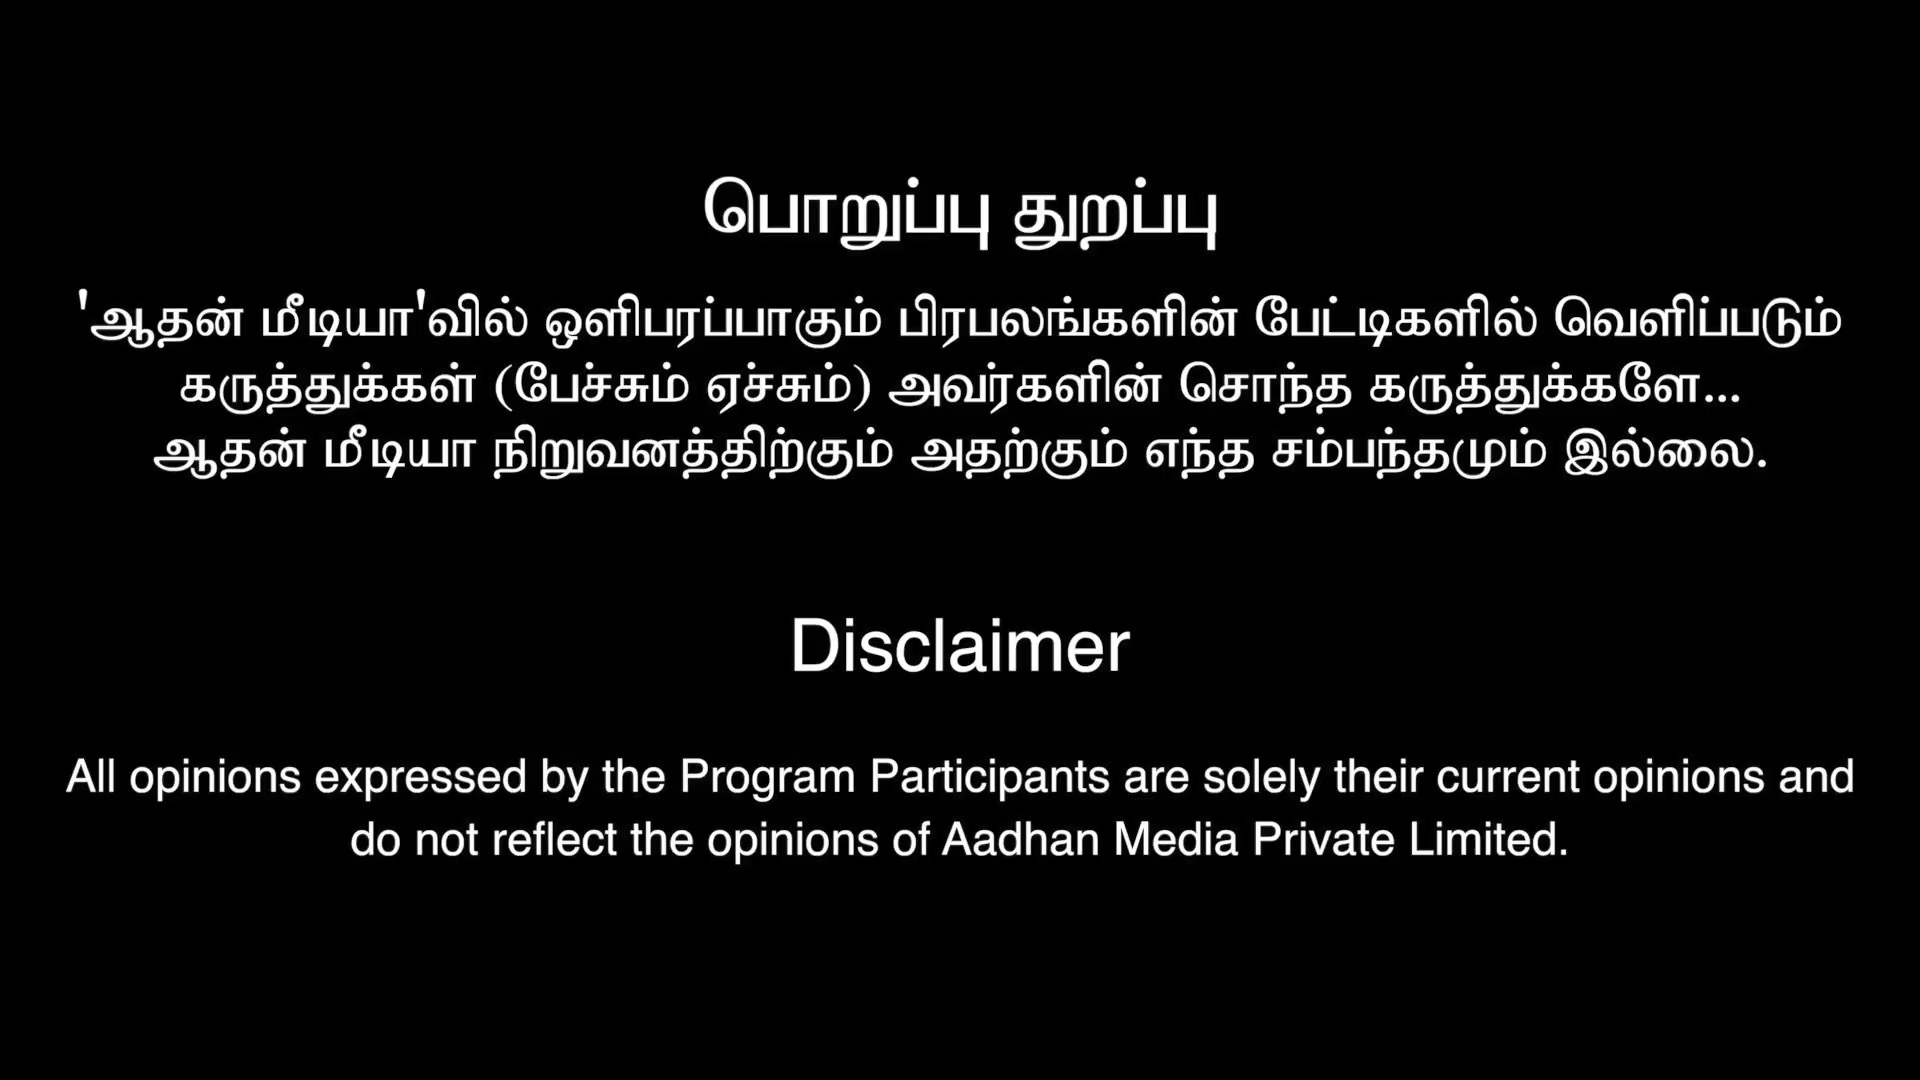 பொறுப்பு துறப்பு
'ஆதன் மீடியா'வில் ஒளிபரப்பாகும் பிரபலங்களின் பேட்டிகளில் வெளிப்படும்
கருத்துக்கள் (பேச்சும் ஏச்சும்) அவர்களின் சொந்த கருத்துக்களே...
ஆதன் மீடியா நிறுவனத்திற்கும் அதற்கும் எந்த சம்பந்தமும் இல்லை.
Disclaimer
All opinions expressed by the Program Participants are solely their current opinions and
do not reflect the opinions of Aadhan Media Private Limited.